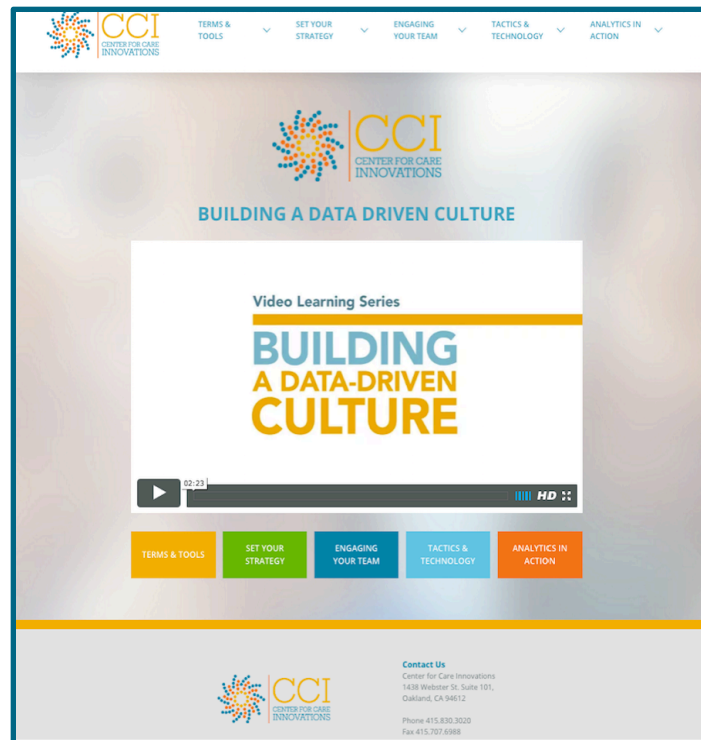 CCI
CENTER FOR CARE
INNOVATIONS
TERMS &
TOOLS
SET YOUR
STRATEGY
ENGAGING
YOUR TEAM
TACTICS &
TECHNOLOGY
ANALYTICS IN
ACTION
CCI
CENTER FOR CARE
INNOVATIONS
BUILDING A DATA DRIVEN CULTURE
Video Learning Series
BUILDING
A DATA-DRIVEN
CULTURE
02:23
HD
TERMS & TOOLS
SET YOUR
STRATEGY
ENGAGING
YOUR TEAM
TACTICS &
TECHNOLOGY
ANALYTICS IN
ACTION
CCI
CENTER FOR CARE
INNOVATIONS
Contact Us
Center for Care Innovations
1438 Webster St. Suite 101,
Oakland, CA 94612
Phone 415.830.3020
Fax 415.707.6988